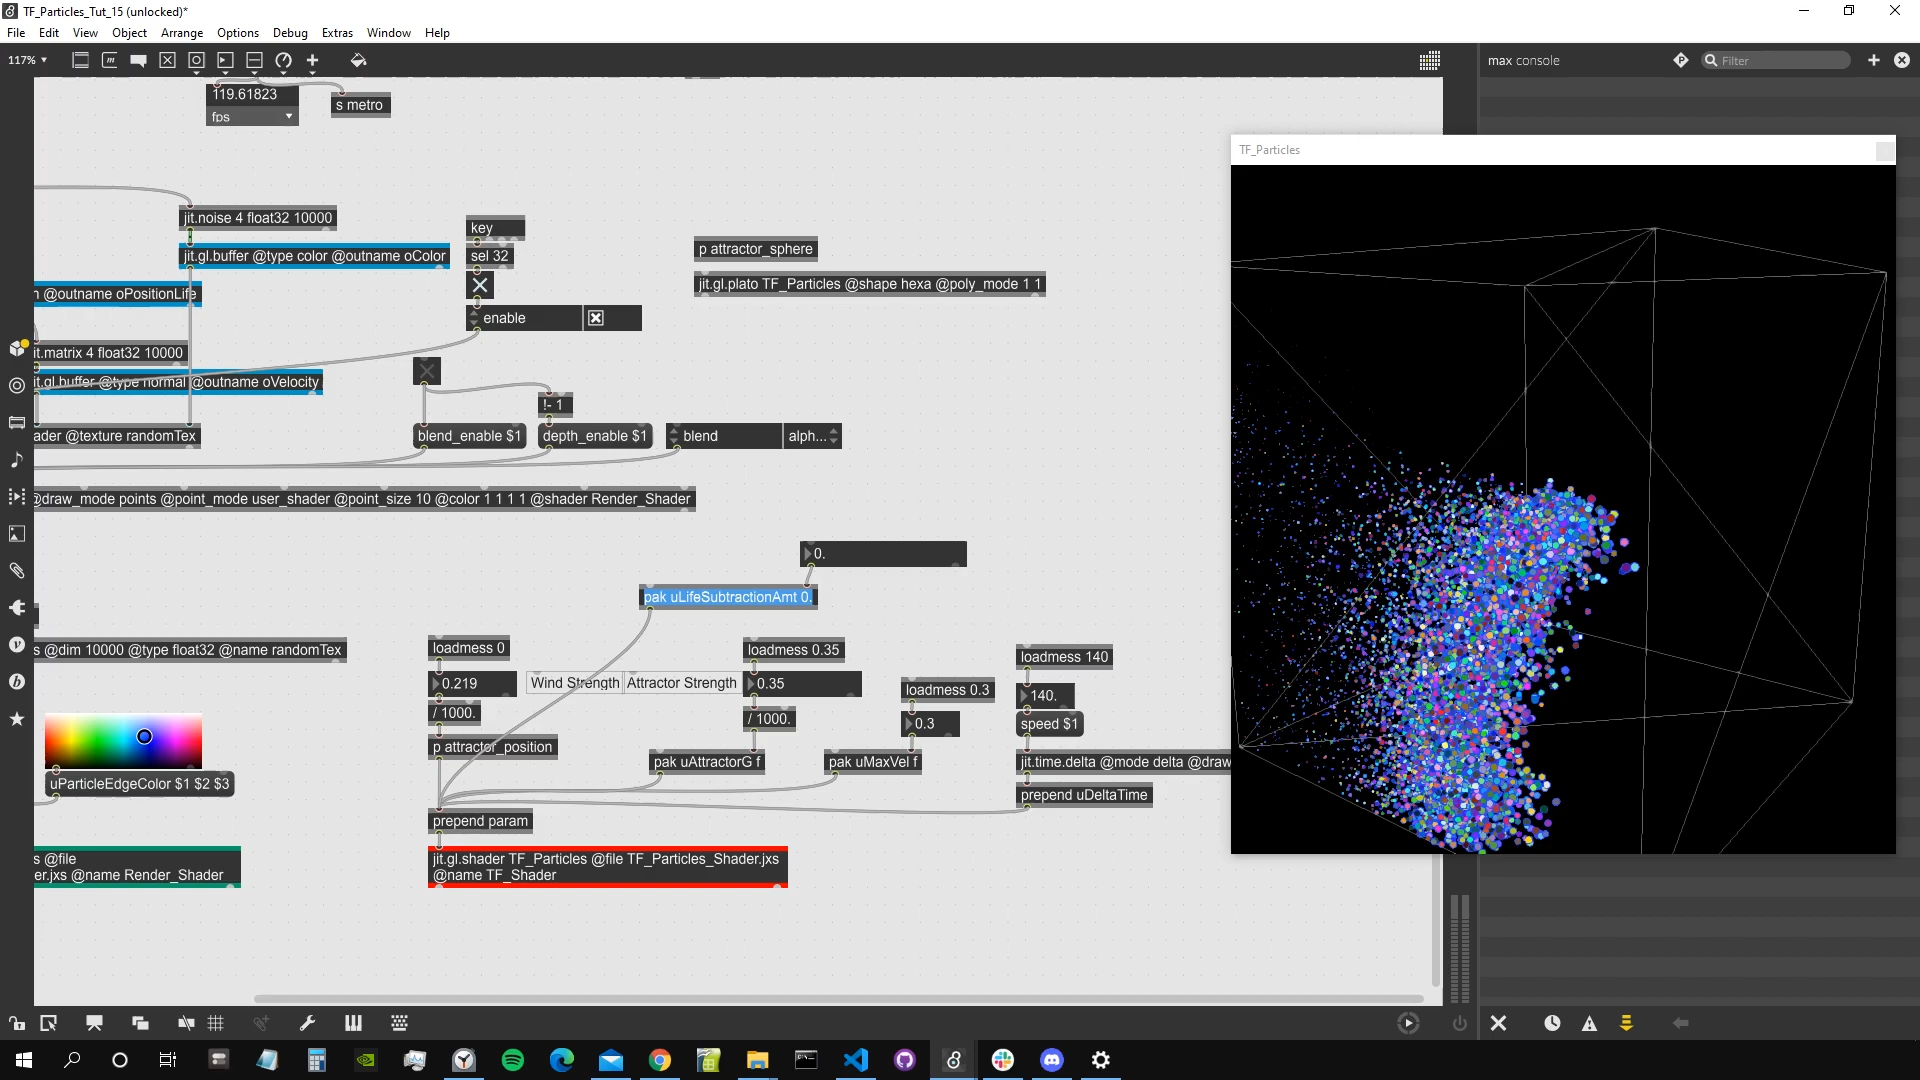 TF_Particles_Tut_15 (unlocked)*
File Edit View Object Arrange Options Debug Extras Window Help
117%
max console
Filter
119.61823
fps
s metro
TF_Particles
jit.noise 4 float32 10000
key
jit.gl.buffer @type color @outname oColor
sel 32
p attractor_sphere
n @outname oPositionLife
jit.gl.plato TF_Particles @shape hexa @poly_mode 1 1
enable
it.matrix 4 float32 10000
it.gl.buffer @type normal @outname oVelocity
!- 1
ader @texture randomTex
blend_enable $1
depth_enable $1
blend
alph...
@draw_mode points @point_mode user_shader @point_size 10 @color 1 1 1 1 @shader Render_Shader
0.
pak uLifeSubtractionAmt 0.
s @dim 10000 @type float32 @name randomTex
loadmess 0
loadmess 0.35
loadmess 140
0.219
Wind Strength
Attractor Strength
0.35
loadmess 0.3
140.
/ 1000.
/ 1000.
0.3
speed $1
p attractor_position
pak uAttractorG f
pak uMaxVel f
jit.time.delta @mode delta @draw
uParticleEdgeColor $1 $2 $3
prepend uDeltaTime
prepend param
s @file
er.jxs @name Render_Shader
jit.gl.shader TF_Particles @file TF_Particles_Shader.jxs
@name TF_Shader